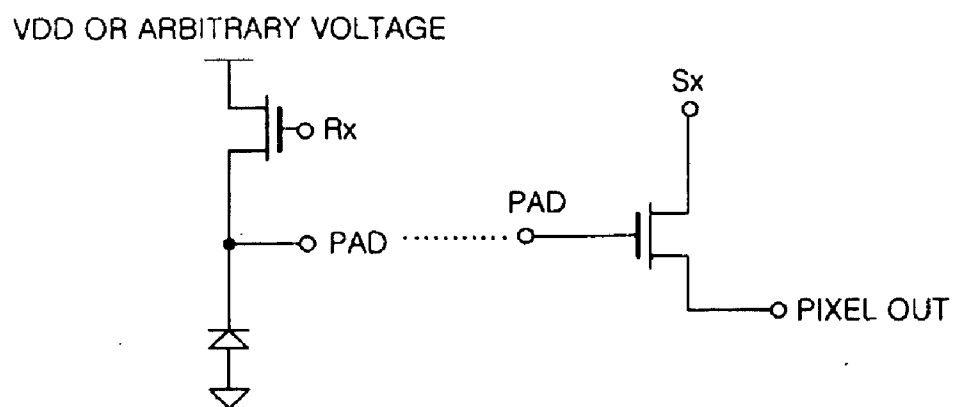 VDD OR ARBITRARY VOLTAGE
Sx
Rx
PAD
PAD
PIXEL OUT